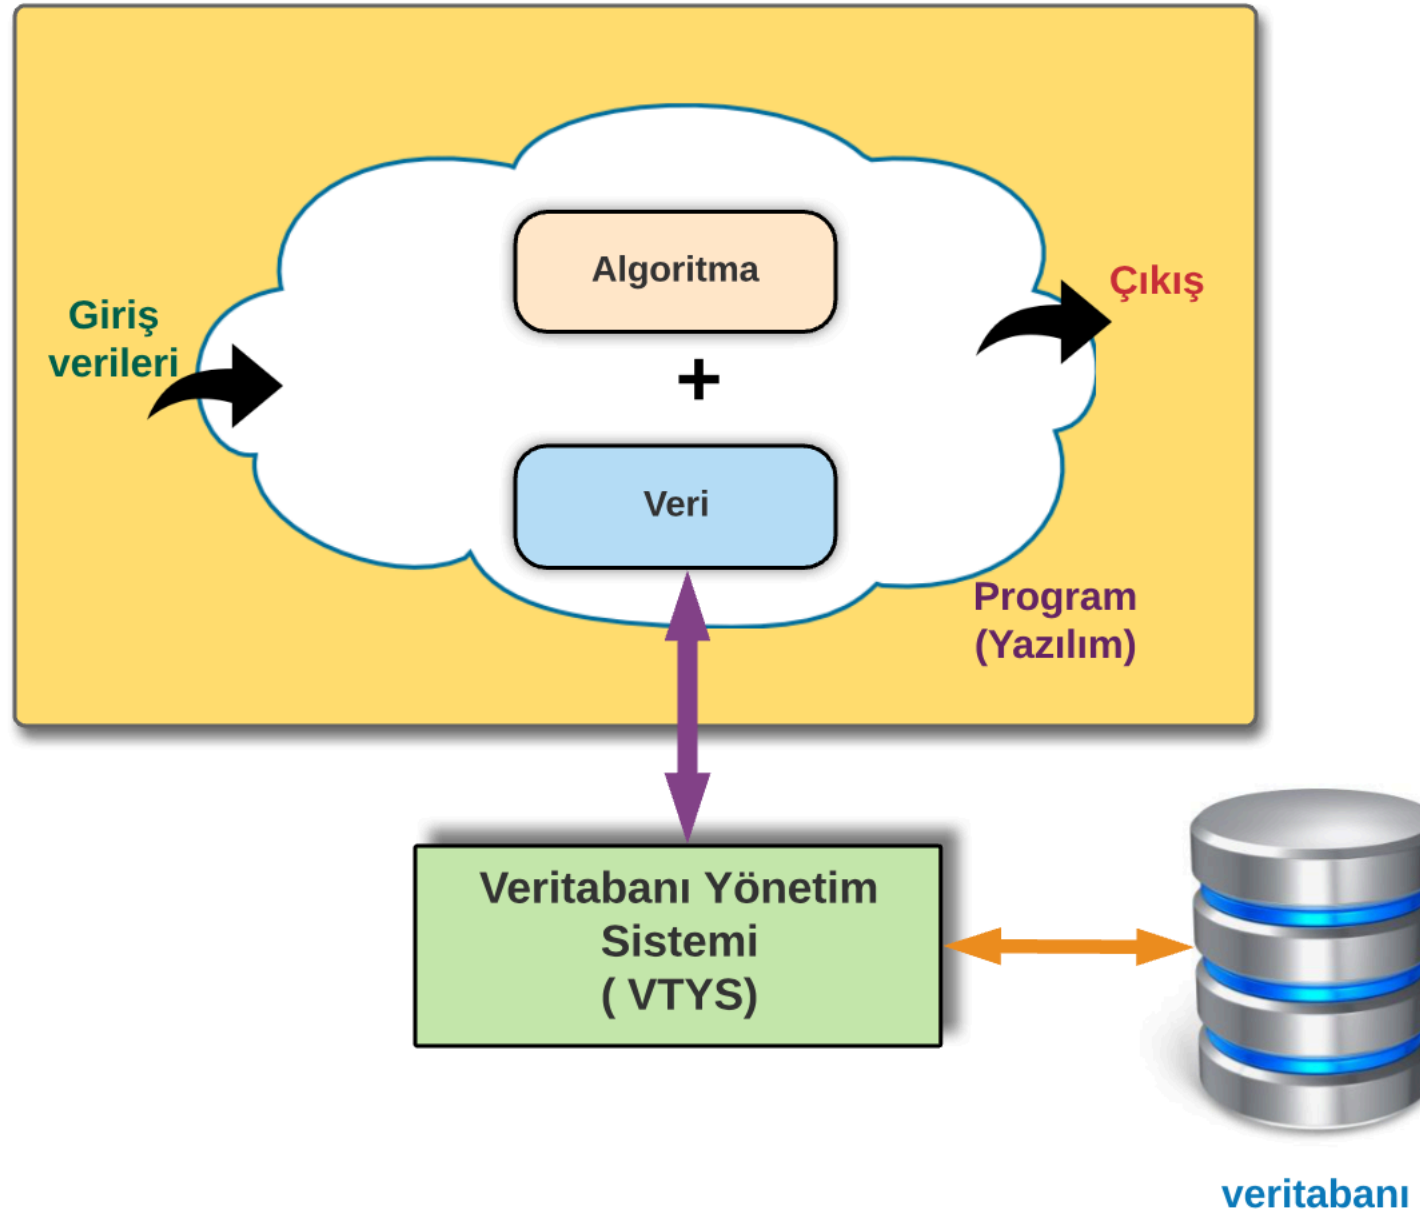 Algoritma
Çıkış
Giriş
verileri
+
Veri
Program
(Yazılım)
Veritabanı Yönetim
Sistemi
( VTYS)
veritabanı